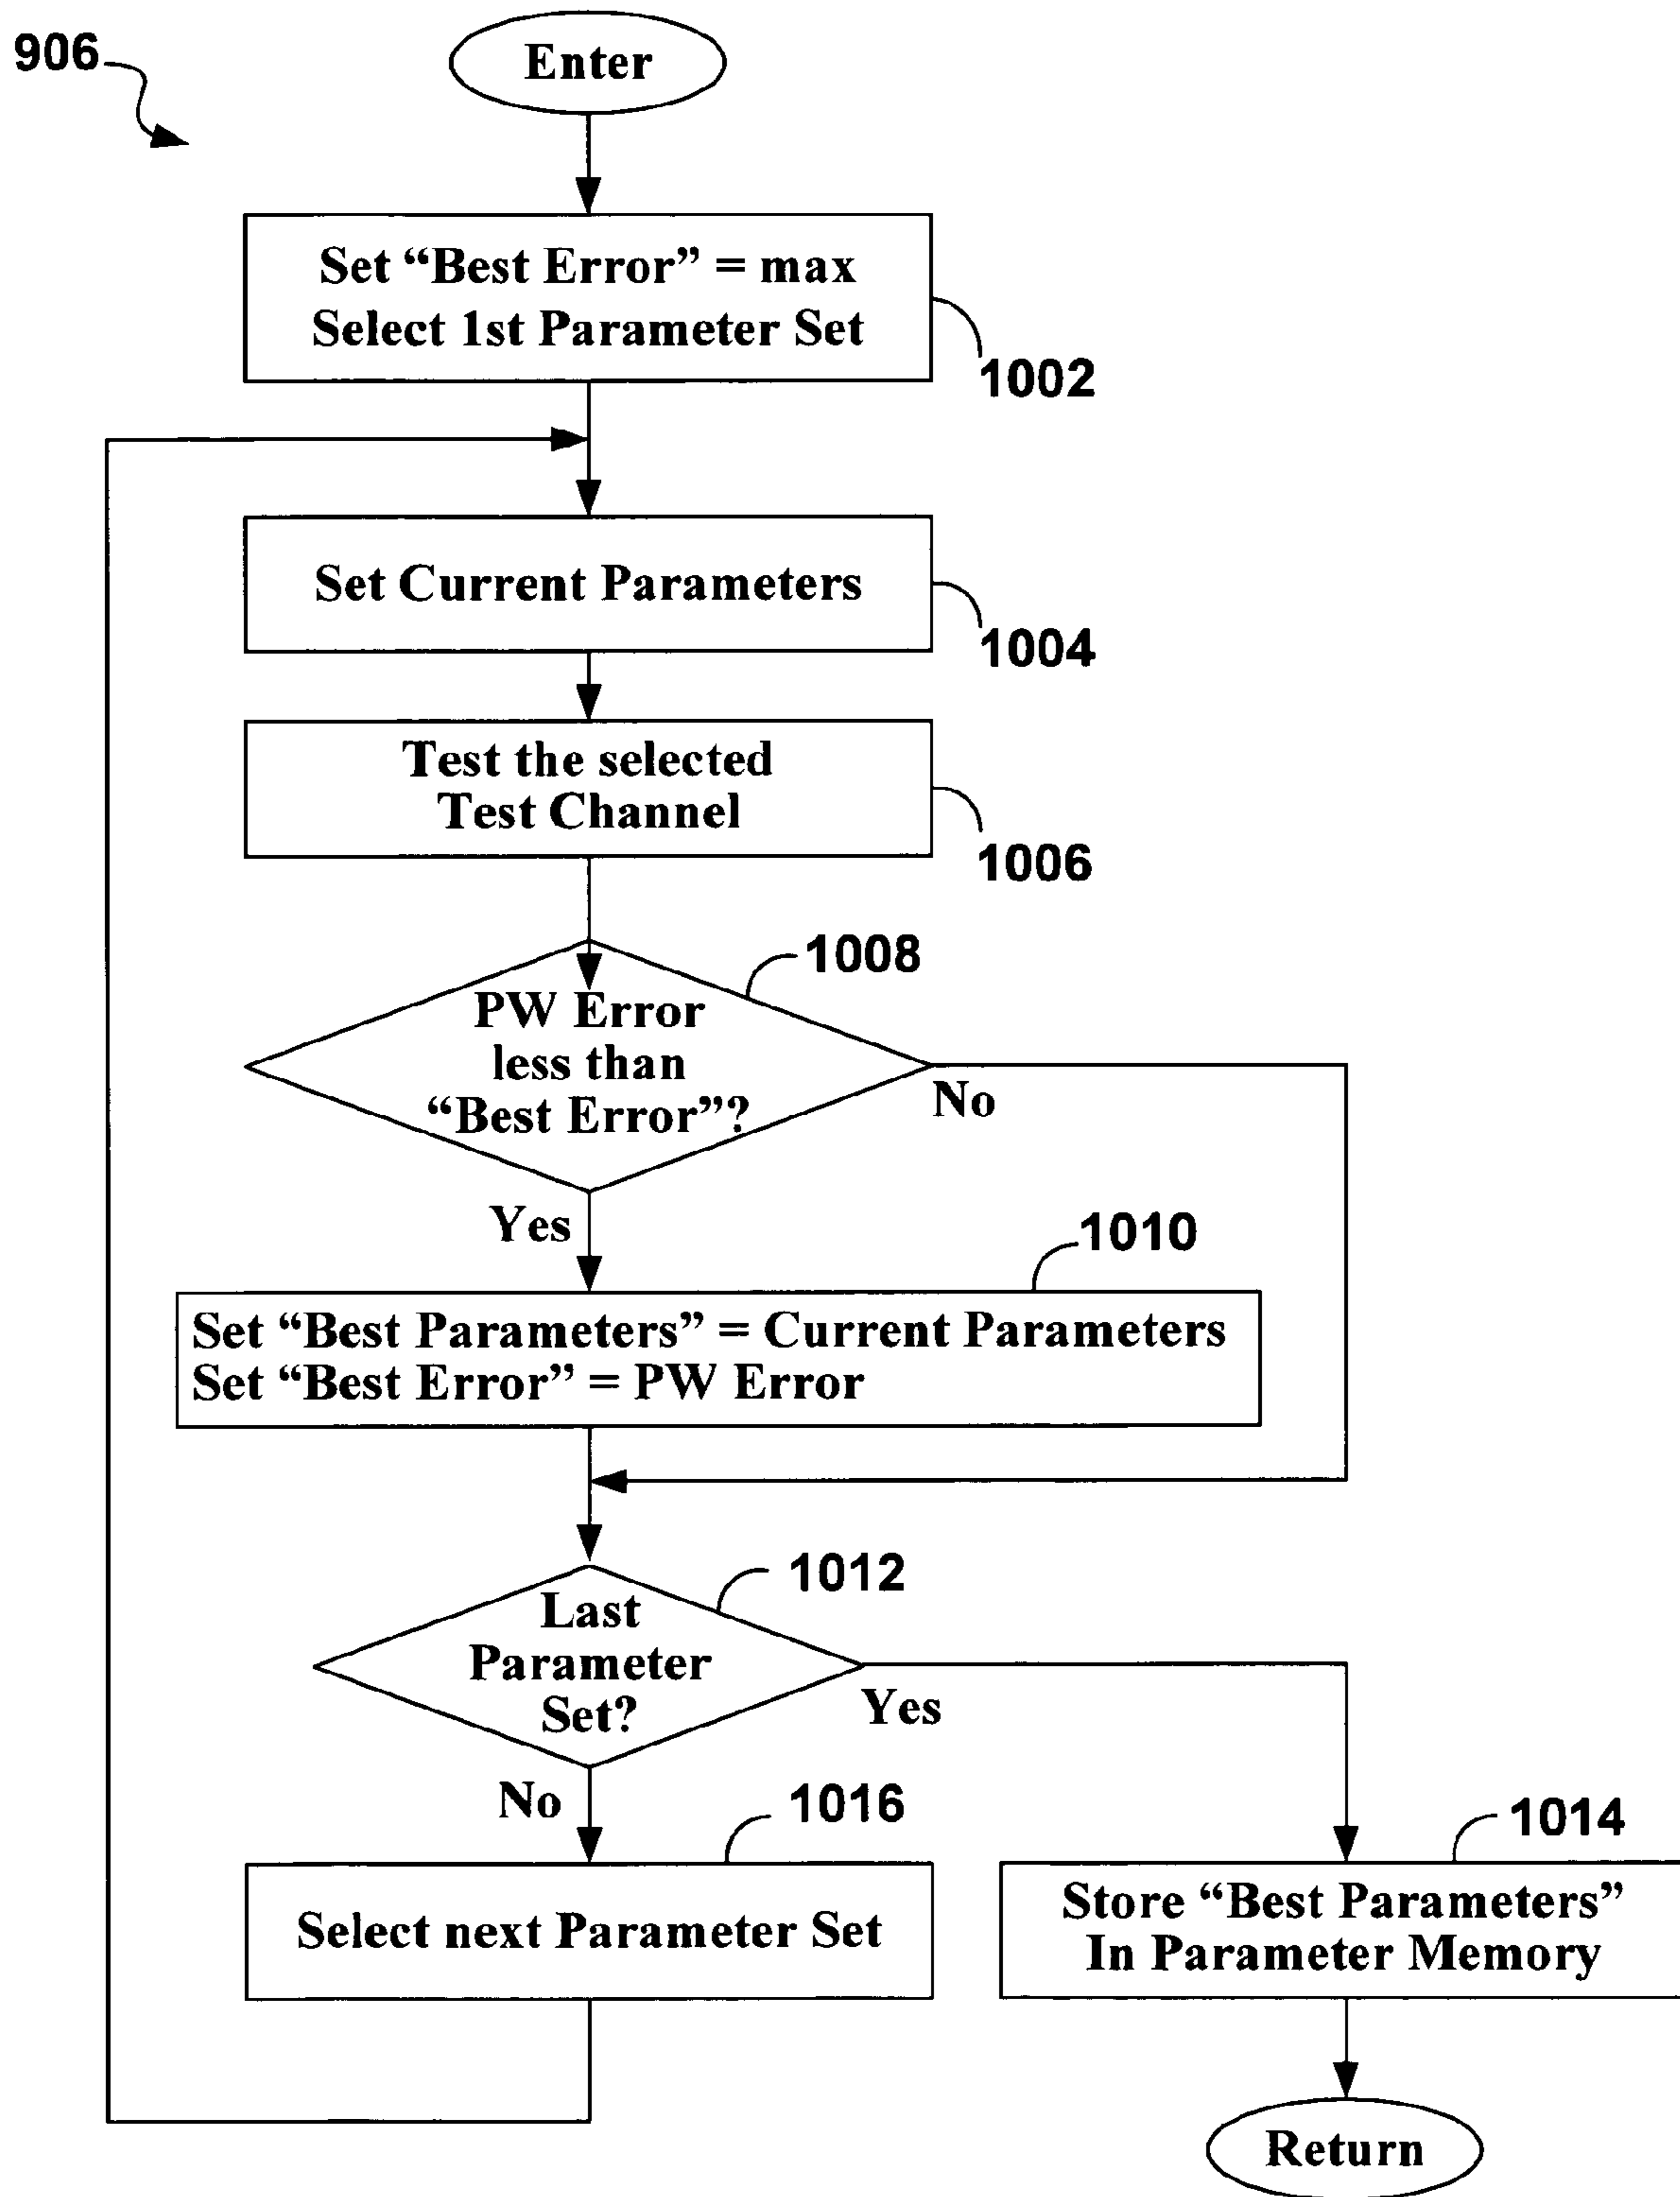 906
Enter
Set “Best Error” = max
Select 1st Parameter Set
1002
Set Current Parameters
1004
Test the selected
Test Channel
1006
1008
PW Error
less than
“Best Error”?
No
Yes
1010
Set “Best Parameters” = Current Parameters
Set “Best Error” = PW Error
1012
Last
Parameter
Set?
Yes
No
1016
1014
Select next Parameter Set
Store “Best Parameters”
In Parameter Memory
Return